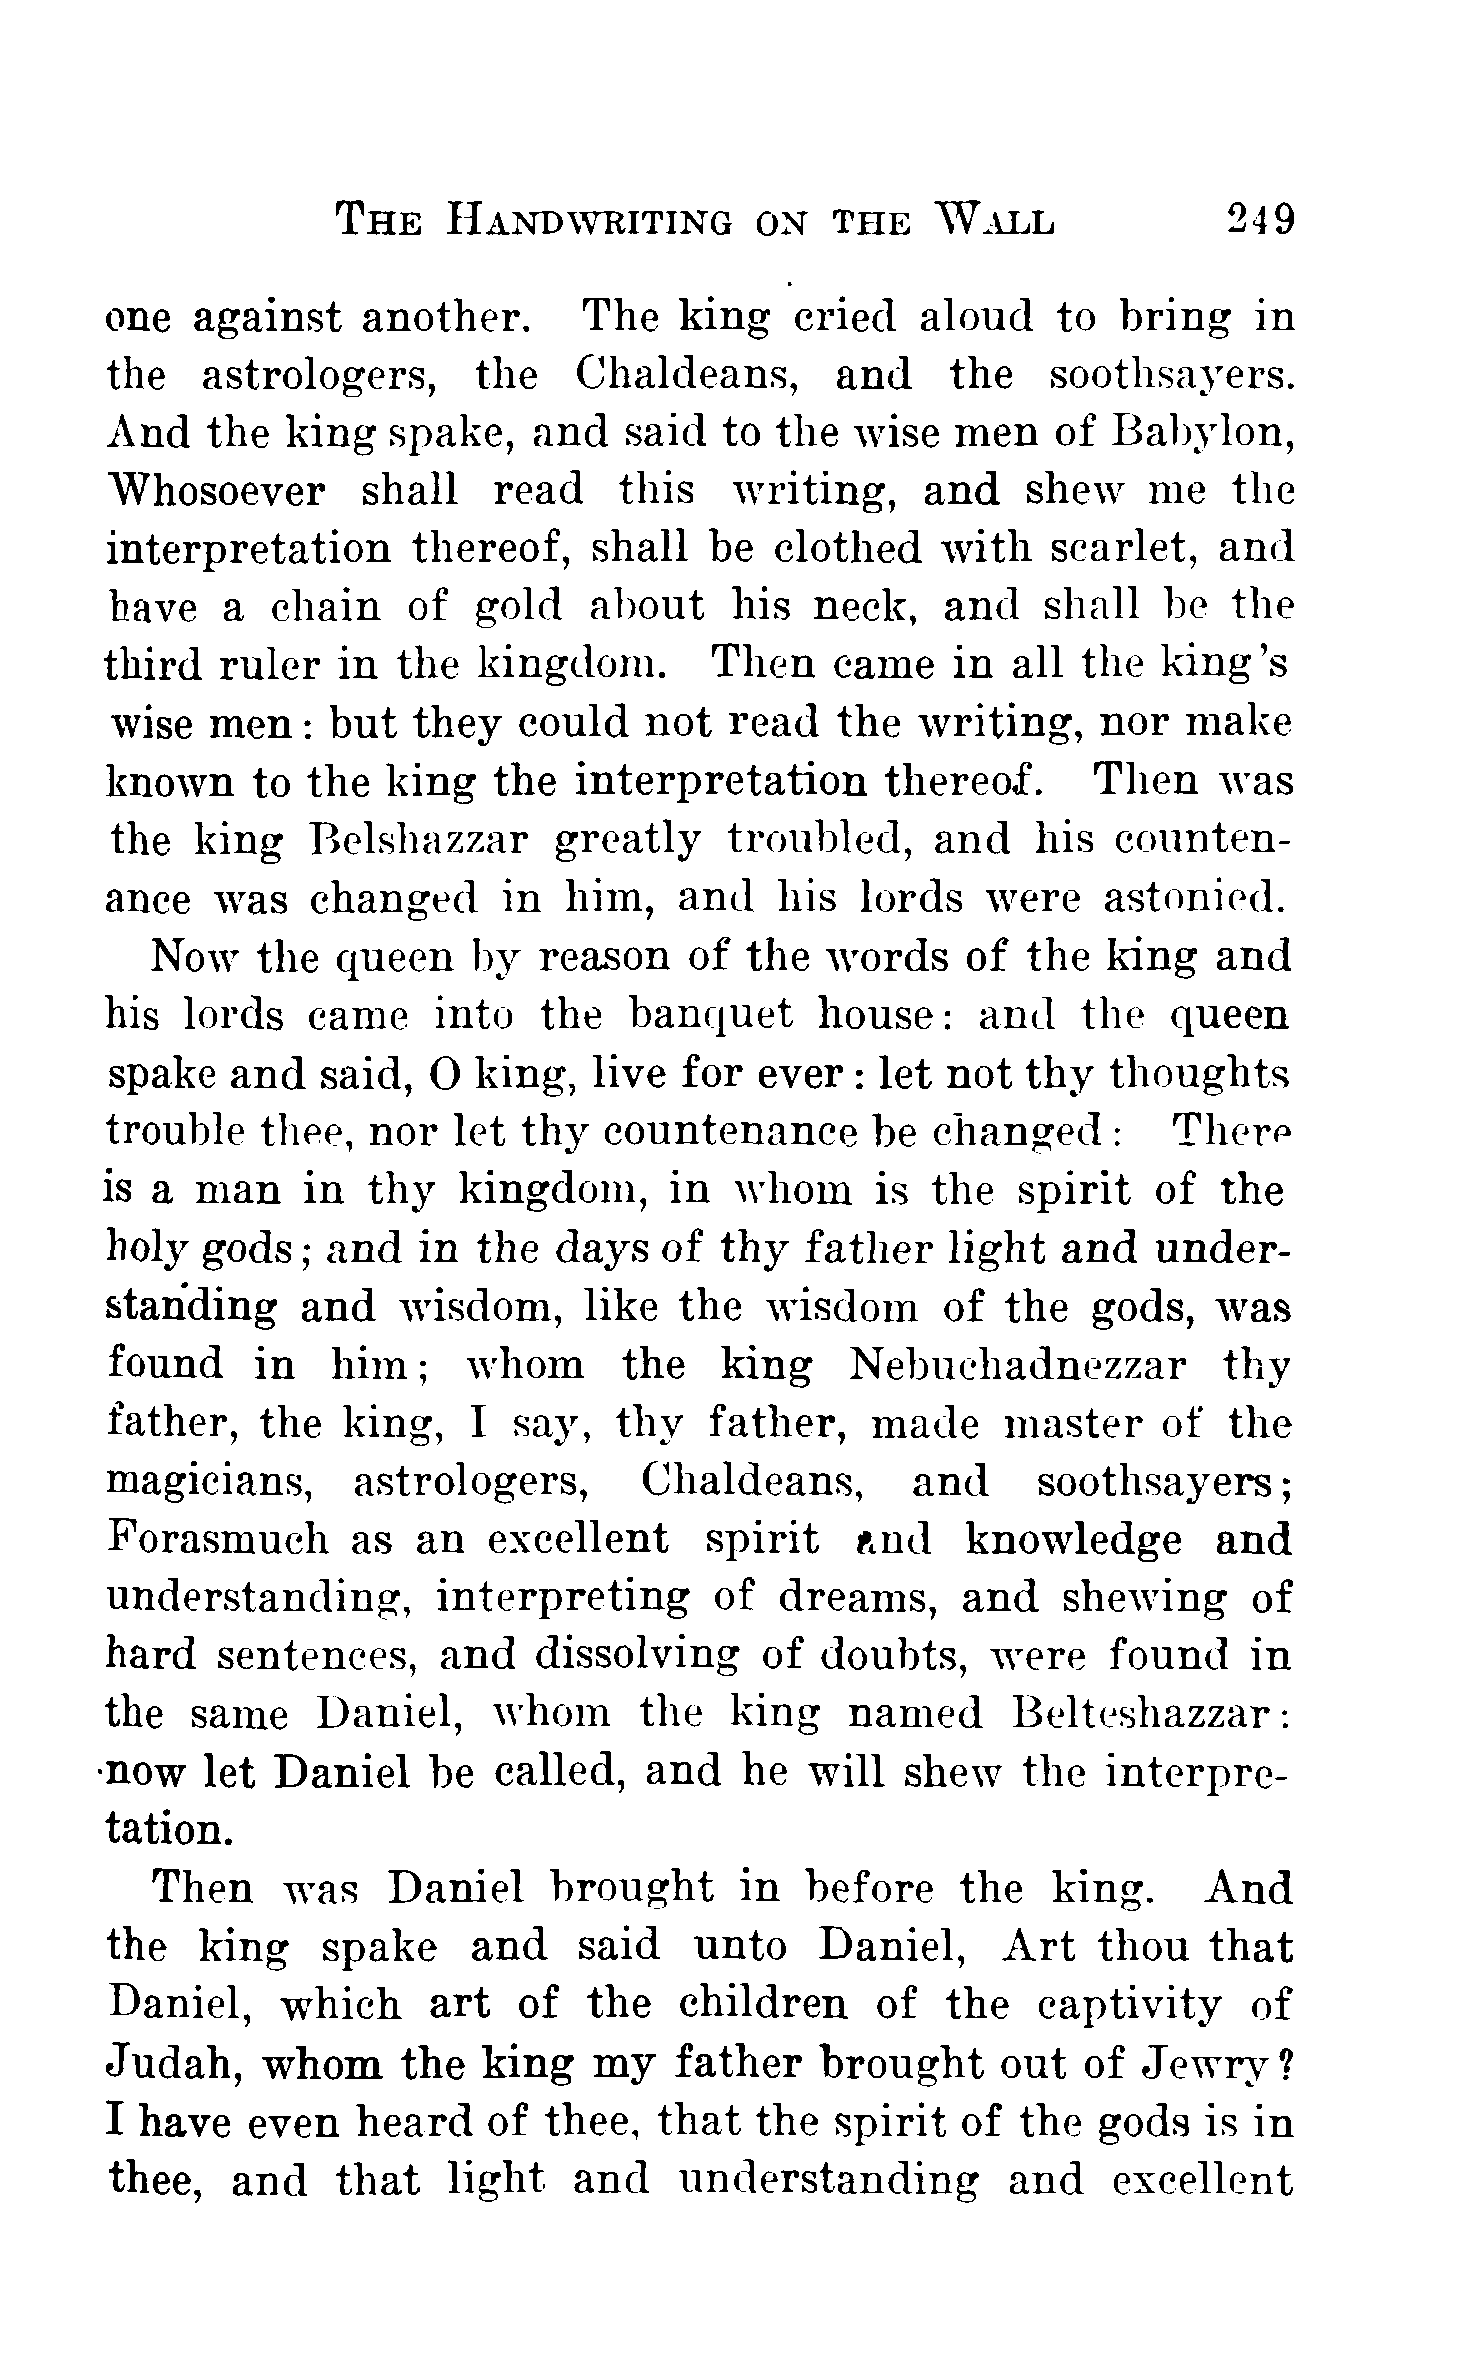 THE HANDWRITING ON THE WALL 249
one against another. The king cried aloud to bring in
the astrologers, the Chaldeans, and the soothsayers.
And the king spake, and said to the wise men of Babylon,
Whosoever shall read this writing, and shew me the
interpretation thereof, shall be clothed with scarlet, and
have a chain of gold about his neck, and shall be the
third ruler in the kingdom. Then came in all the king's
wise men: but they could not read the writing, nor make
known to the king the interpretation thereof. Then was
the king Belshazzar greatly troubled, and his counten-
ance was changed in him, and his lords were astonied.
Now the queen by reason of the words of the king and
his lords came into the banquet house: and the queen
spake and said, O king, live for ever: let not thy thoughts
trouble thee, nor let thy countenance be changed: There
is a man in thy kingdom, in whom is the spirit of the
holy gods; and in the days of thy father light and under-
standing and wisdom, like the wisdom of the gods, was
found in him; whom the king Nebuchadnezzar thy
father, the king, I say, thy father, made master of the
magicians, astrologers, Chaldeans, and soothsayers;
Forasmuch as an excellent spirit and knowledge and
understanding, interpreting of dreams, and shewing of
hard sentences, and dissolving of doubts, were found in
the same Daniel, whom the king named Belteshazzar:
now let Daniel be called, and he will shew the interpre-
tation.
Then was Daniel brought in before the king. And
the king spake and said unto Daniel, Art thou that
Daniel, which art of the children of the captivity of
Judah, whom the king my father brought out of Jewry?
I have even heard of thee, that the spirit of the gods is in
thee, and that light and understanding and excellent